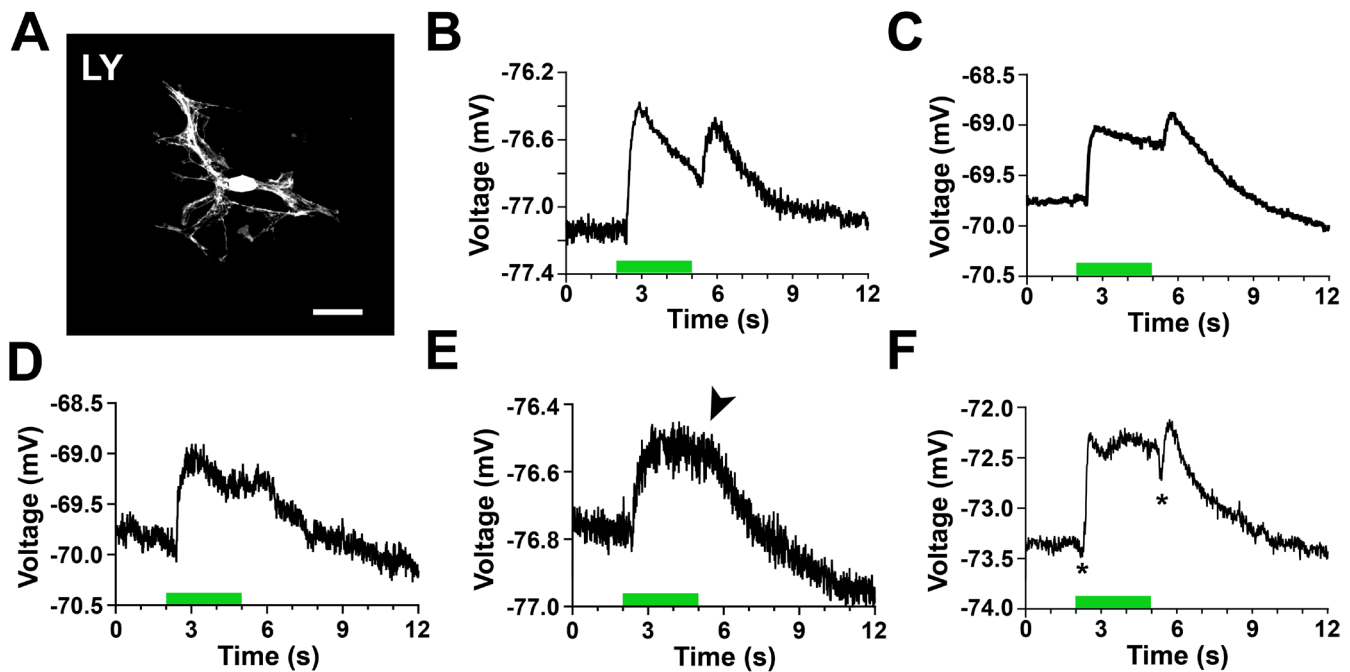 A
LY
B
Voltage (mV)
-76.2
-76.6
-77.0
-77.4
0 3 6 9 12
Time (s)
C
Voltage (mV)
-68.5
-69.0
-69.5
-70.0
-70.5
0 3 6 9 12
Time (s)
D
Voltage (mV)
-68.5
-69.0
-69.5
-70.0
-70.5
0 3 6 9 12
Time (s)
E
Voltage (mV)
-76.4
-76.6
-76.8
-77.0
0 3 6 9 12
Time (s)
F
Voltage (mV)
-72.0
-72.5
-73.0
-73.5
-74.0
*
*
0 3 6 9 12
Time (s)